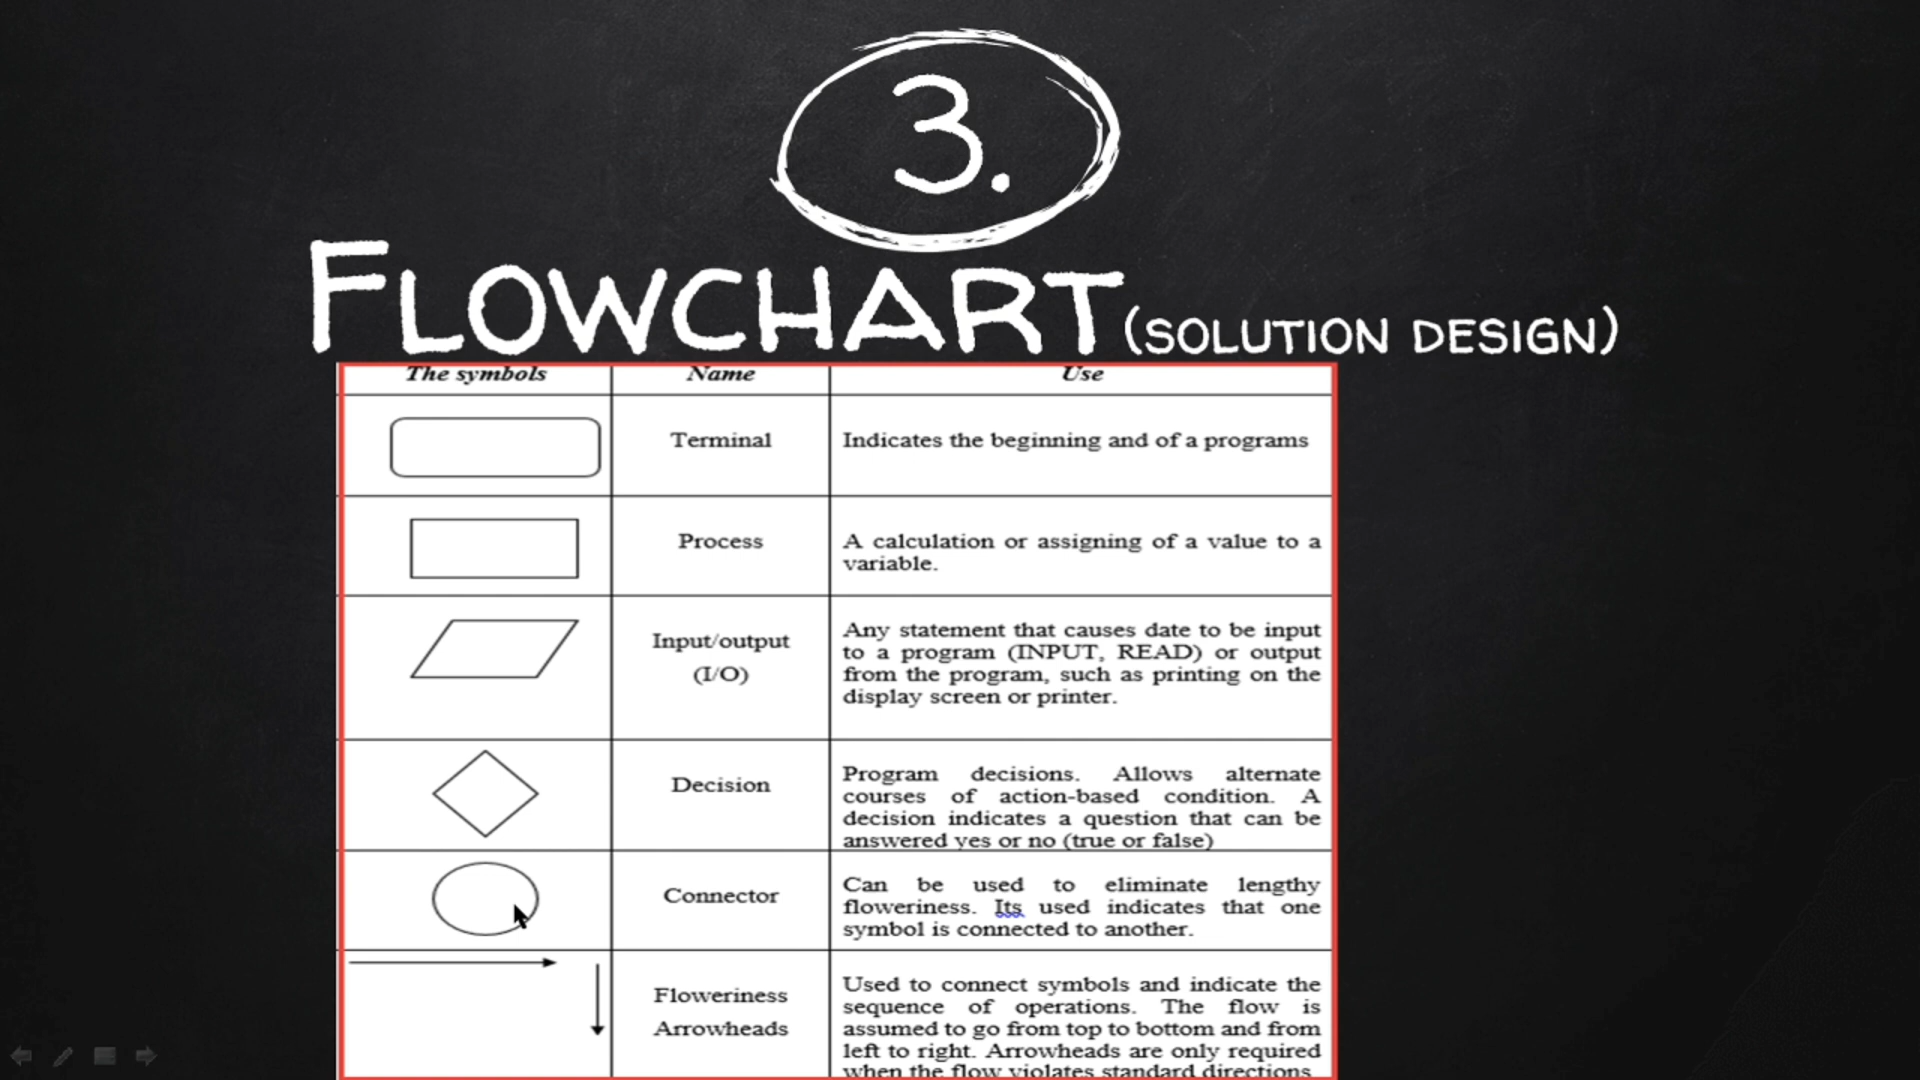 3.
FLOWCHART(SOLUTION DESIGN)
The symbols Name Use
Terminal Indicates the beginning and of a programs
Process A calculation or assigning of a value to a
variable.
Input/output
(I/O)
Any statement that causes date to be input
to a program (INPUT, READ) or output
from the program, such as printing on the
display screen or printer.
Decision
Program decisions. Allows alternate
courses of action-based condition. A
decision indicates a question that can be
answered yes or no (true or false)
Connector
Can be used to eliminate lengthy
floweriness. Its used indicates that one
symbol is connected to another.
Floweriness
Arrowheads
Used to connect symbols and indicate the
sequence of operations. The flow is
assumed to go from top to bottom and from
left to right. Arrowheads are only required
when the flow violates standard directions